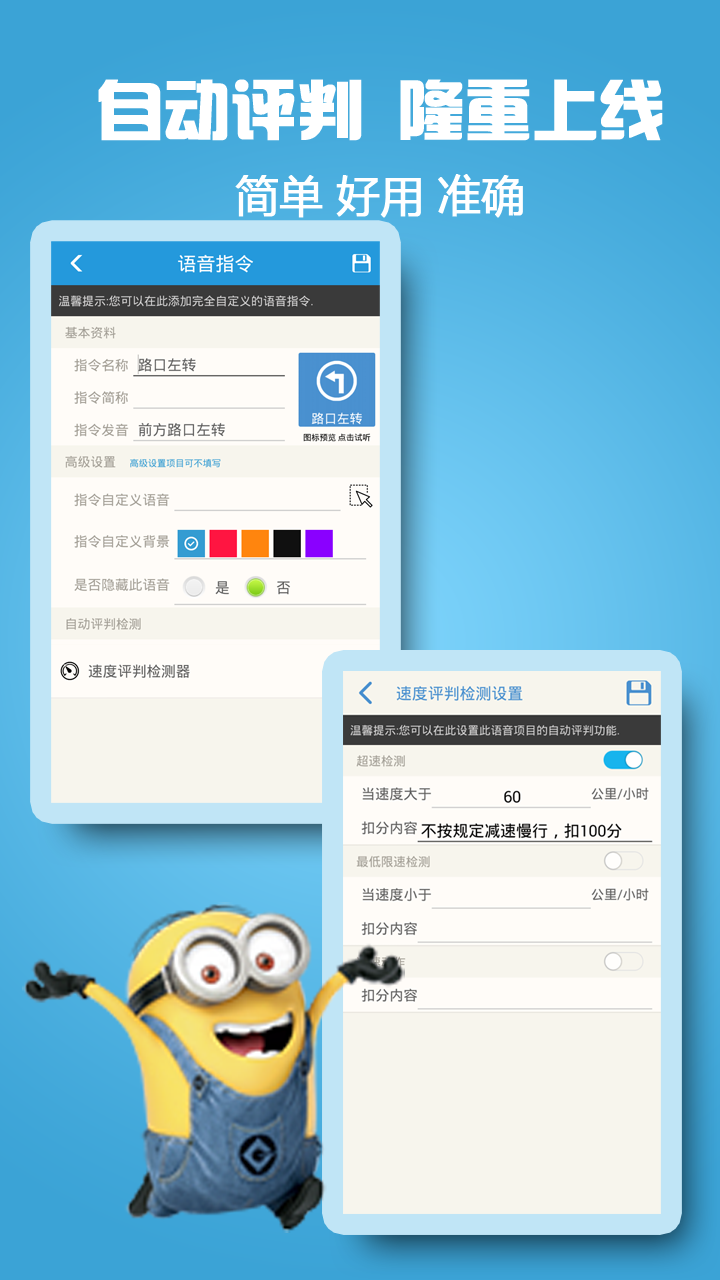 自动评判 隆重上线
简单 好用 准确
语音指令
温馨提示:您可以在此添加完全自定义的语音指令.
基本资料
指令名称 路口左转
指令简称
指令发音 前方路口左转
路口左转
图标预览 点击试听
高级设置 高级设置项目可不填写
指令自定义语音
指令自定义背景
是否隐藏此语音 是 否
自动评判检测
速度评判检测器
速度评判检测设置
温馨提示:您可以在此设置此语音项目的自动评判功能.
超速检测
当速度大于 60 公里/小时
扣分内容 不按规定减速慢行，扣100分
最低限速检测
当速度小于 公里/小时
扣分内容
作
扣分内容